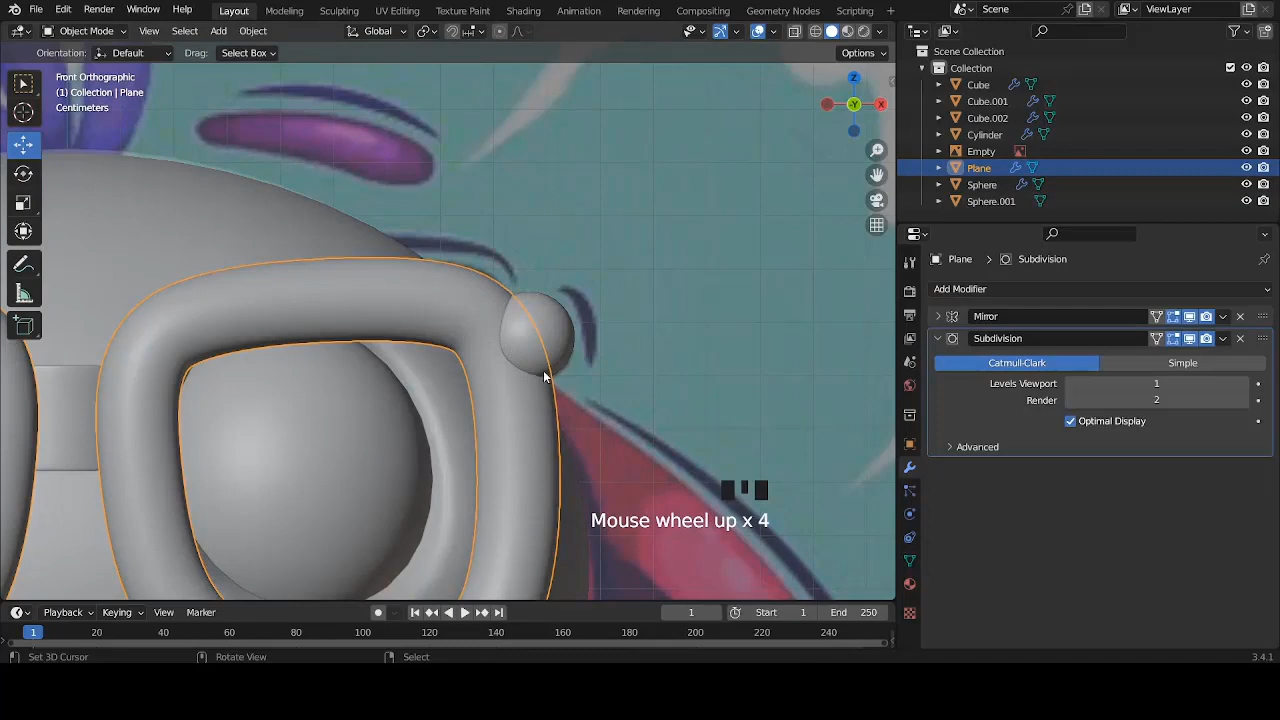 File Edit Render Window Help Layout Modeling Sculpting UV Editing Texture Paint Shading Animation Rendering Compositing Geometry Nodes Scripting Scene ViewLayer
Object Mode View Select Add Object Global
Orientation: Default Drag: Select Box Options
Front Orthographic
(1) Collection | Plane
Centimeters
Z
-Y
X
Mouse wheel up x 4
Scene Collection
Collection
Cube
Cube.001
Cube.002
Cylinder
Empty
Plane
Sphere
Sphere.001
Plane > Subdivision
Add Modifier
Mirror
Subdivision
Catmull-Clark Simple
Levels Viewport 1
Render 2
Optimal Display
Advanced
Playback Keying View Marker 1 Start 1 End 250
1 20 40 60 80 100 120 140 160 180 200 220 240
Set 3D Cursor Rotate View Select 3.4.1